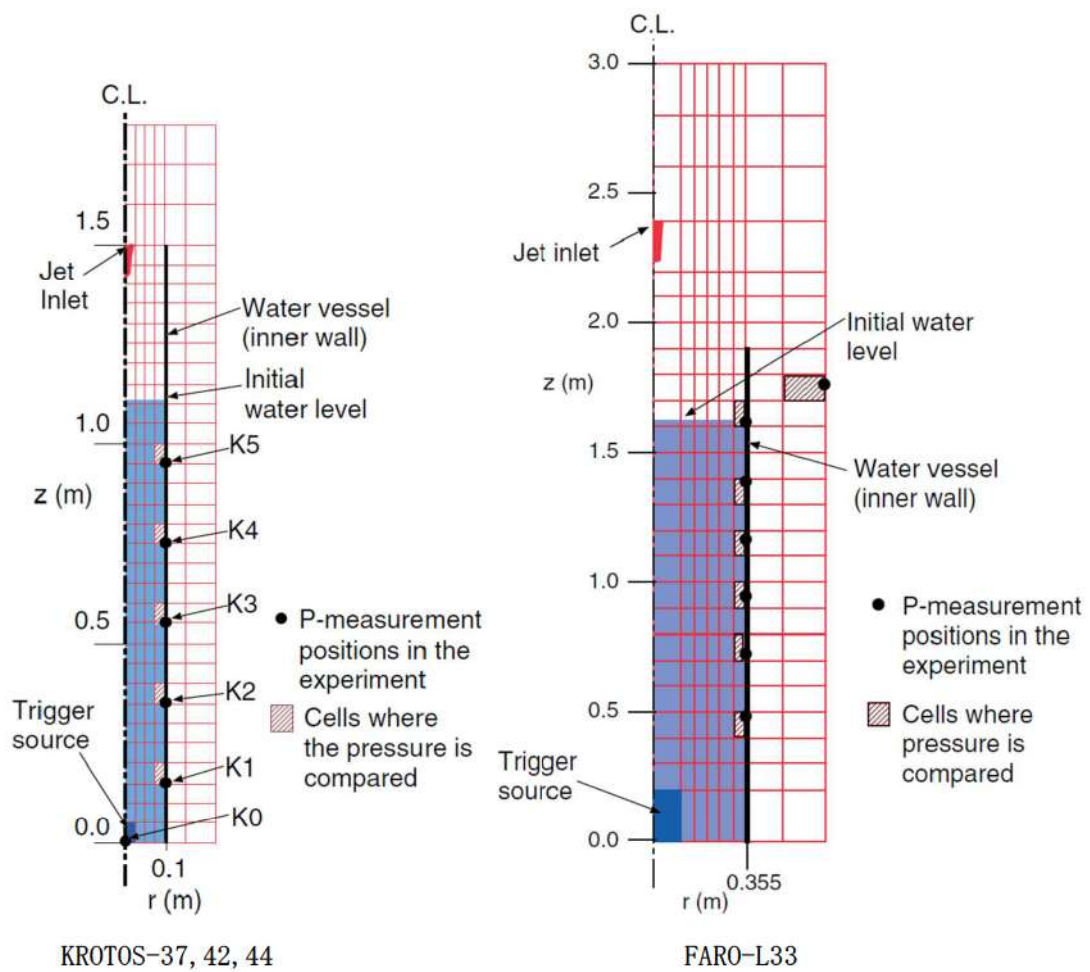 C.L.
1.5
Jet
Inlet
Water vessel
(inner wall)
Initial
water level
1.0
K5
z (m)
K4
K3
0.5
P-measurement
positions in the
experiment
K2
Trigger
source
Cells where
the pressure is
compared
K1
0.0
K0
0.1
r (m)
KROTOS-37, 42, 44
C.L.
3.0
2.5
Jet inlet
2.0
Initial water
level
z (m)
1.5
Water vessel
(inner wall)
1.0
P-measurement
positions in the
experiment
0.5
Cells where
pressure is
compared
Trigger
source
0.0
0.355
r (m)
FARO-L33